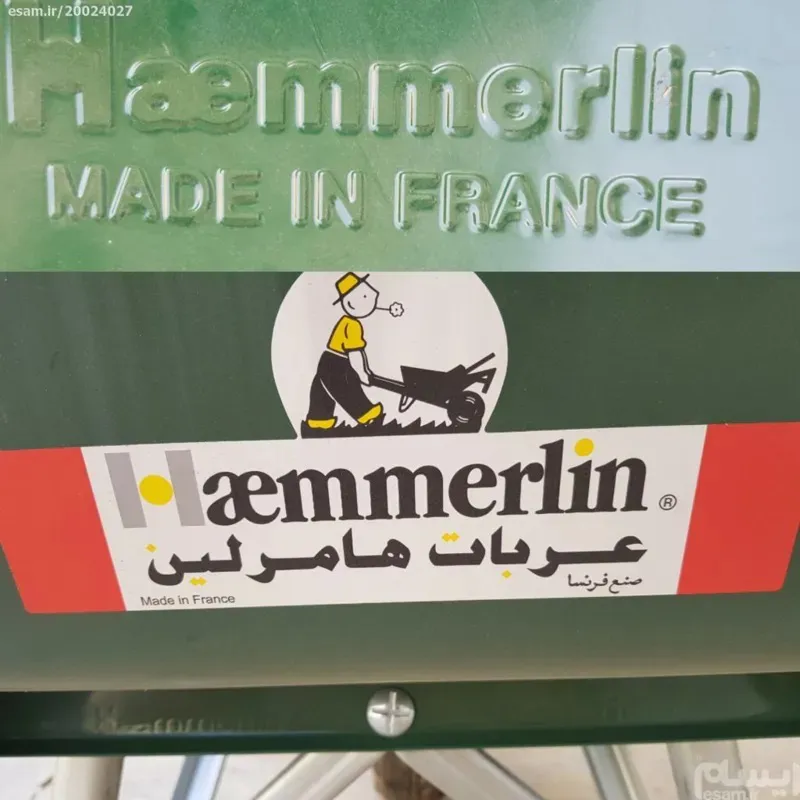 esam.ir/20024027
Hæmmerlin
MADE IN FRANCE
Hæmmerlin ®
عربات هامرلين
صنع فرنسا
Made in France
ایسام
esam.ir